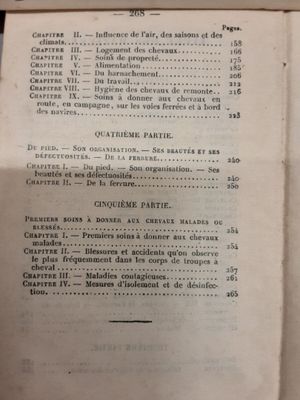 — 268 —
Pages.
CHAPITRE II. — Influence de l'air, des saisons et des
climats. 158
CHAPITRE III. — Logement des chevaux 166
CHAPITRE IV. — Soins de propreté 175
CHAPITRE V. — Alimentation 185
CHAPITRE VI. — Du harnachement 206
CHAPITRE VII. — Du travail 212
CHAPITRE VIII. — Hygiène des chevaux de remonte. 216
CHAPITRE IX. — Soins à donner aux chevaux en
route, en campagne, sur les voies ferrées et à bord
des navires 223
QUATRIÈME PARTIE.
DU PIED. — SON ORGANISATION. — SES BEAUTÉS ET SES
DÉFECTUOSITÉS. — DE LA FERRURE. 240
CHAPITRE I. — Du pied. — Son organisation. — Ses
beautés et ses défectuosités 240
CHAPITRE II. — De la ferrure. 250
CINQUIÈME PARTIE.
PREMIERS SOINS À DONNER AUX CHEVAUX MALADES OU
BLESSÉS. 254
CHAPITRE I. — Premiers soins à donner aux chevaux
malades 254
CHAPITRE II. — Blessures et accidents qu'on observe
le plus fréquemment dans les corps de troupes à
cheval 257
CHAPITRE III. — Maladies contagieuses 261
CHAPITRE IV. — Mesures d'isolement et de désinfec-
tion. 265